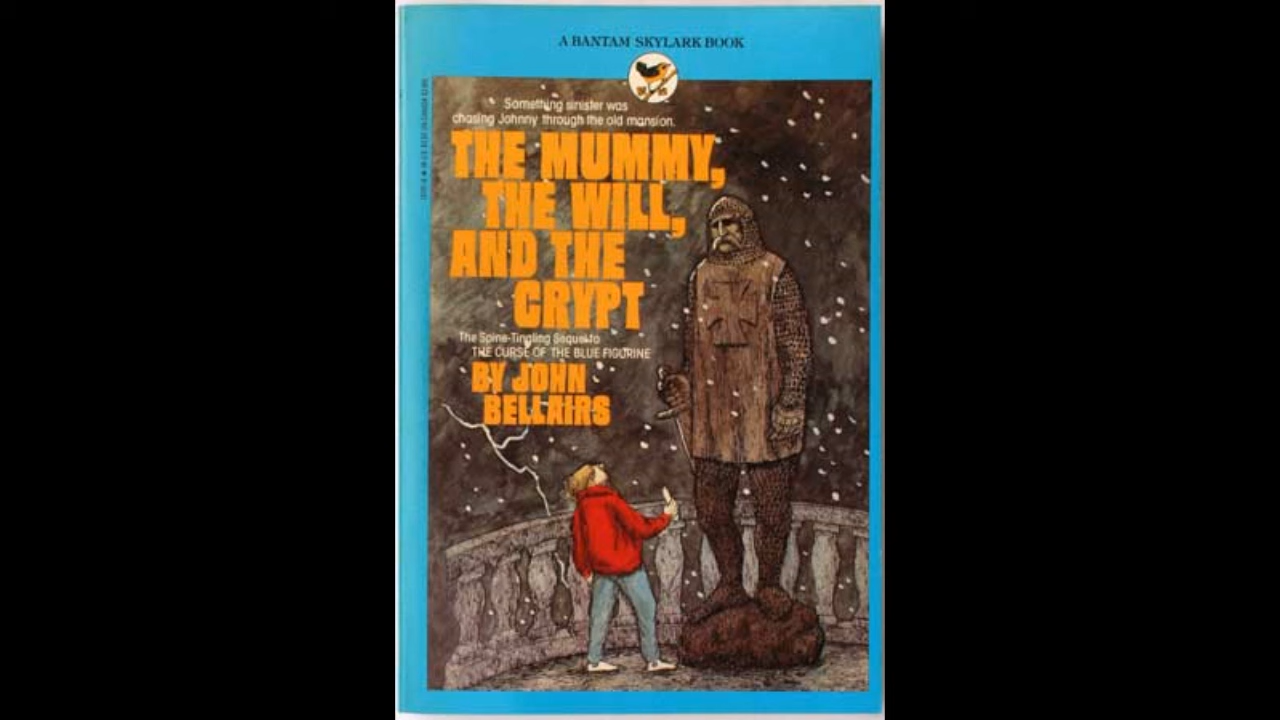 A BANTAM SKYLARK BOOK
Something sinister was
chasing Johnny through the old mansion.
THE MUMMY,
THE WILL,
AND THE
CRYPT
The Spine-Tingling Sequel to
THE CURSE OF THE BLUE FIGURINE
BY JOHN
BELLAIRS